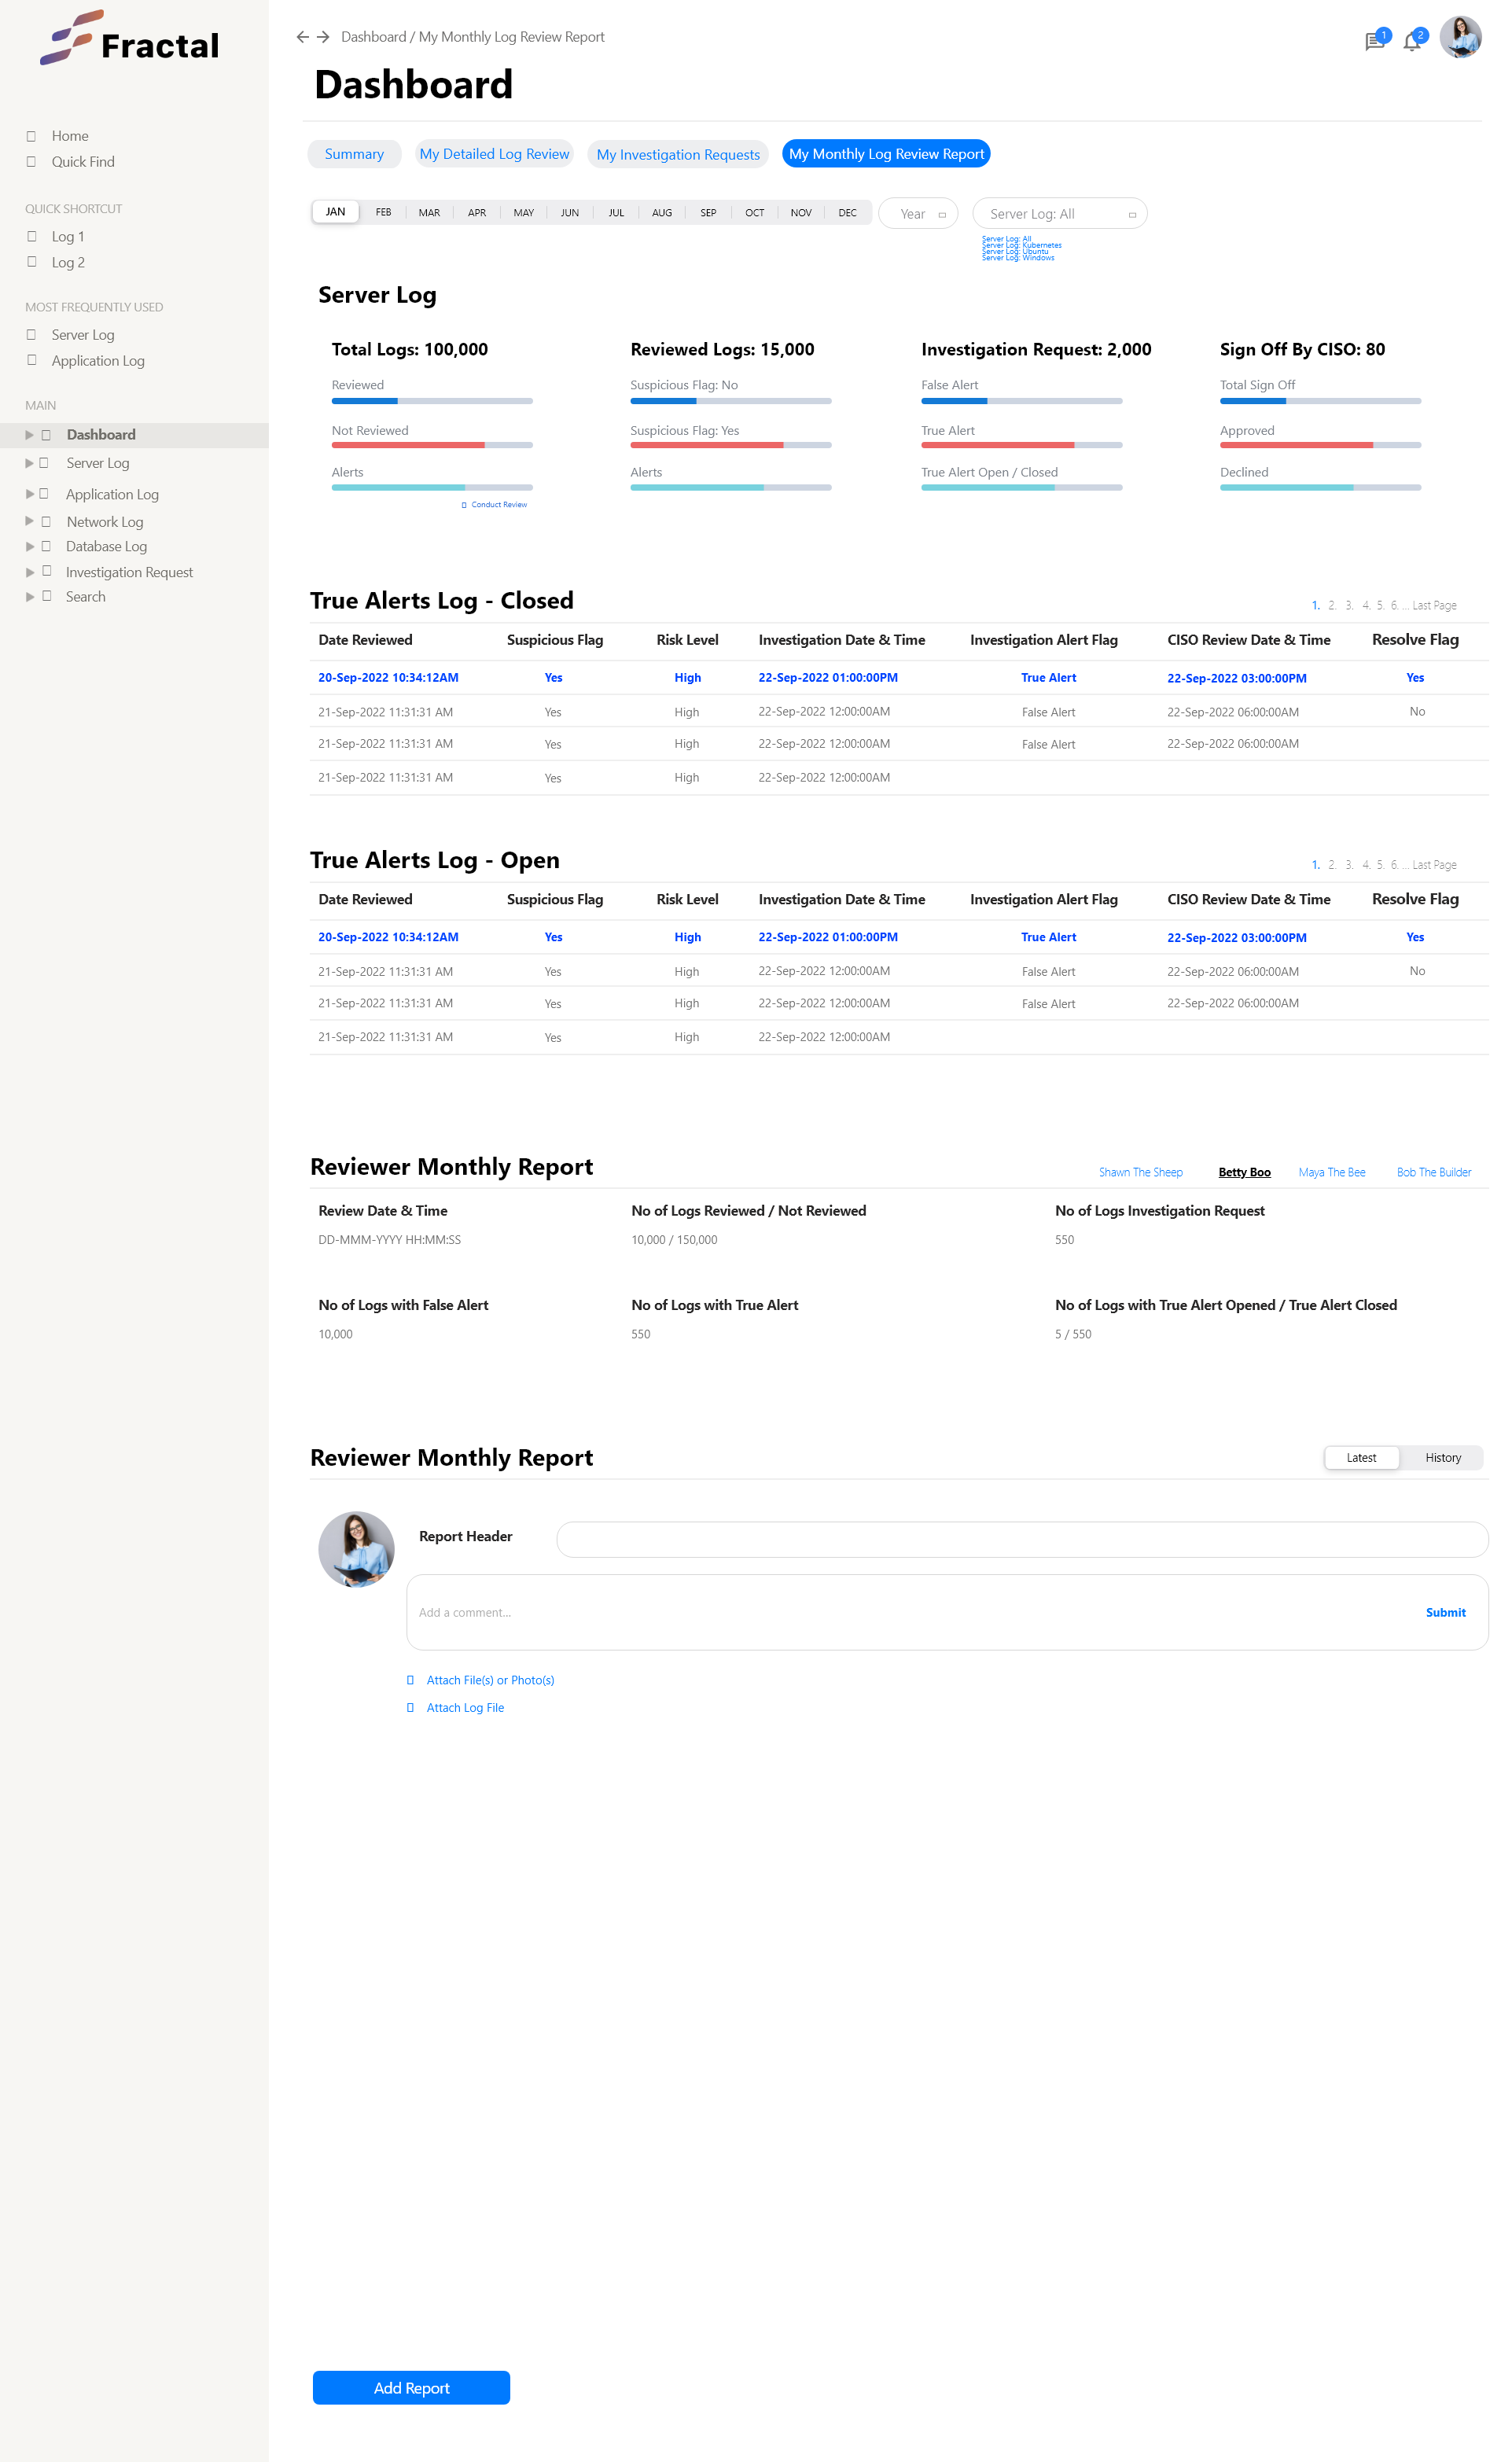 Fractal
Home
Quick Find
QUICK SHORTCUT
Log 1
Log 2
MOST FREQUENTLY USED
Server Log
Application Log
MAIN
Dashboard
Server Log
Application Log
Network Log
Database Log
Investigation Request
Search
Dashboard / My Monthly Log Review Report
1 2
Dashboard
Summary My Detailed Log Review My Investigation Requests My Monthly Log Review Report
JAN FEB MAR APR MAY JUN JUL AUG SEP OCT NOV DEC Year Server Log: All
Server Log: All
Server Log: Kubernetes
Server Log: Ubuntu
Server Log: Windows
Server Log
Total Logs: 100,000 Reviewed Logs: 15,000 Investigation Request: 2,000 Sign Off By CISO: 80
Reviewed Suspicious Flag: No False Alert Total Sign Off
Not Reviewed Suspicious Flag: Yes True Alert Approved
Alerts Alerts True Alert Open / Closed Declined
Conduct Review
True Alerts Log - Closed 1. 2. 3. 4. 5. 6. ... Last Page
Date Reviewed Suspicious Flag Risk Level Investigation Date & Time Investigation Alert Flag CISO Review Date & Time Resolve Flag
20-Sep-2022 10:34:12AM Yes High 22-Sep-2022 01:00:00PM True Alert 22-Sep-2022 03:00:00PM Yes
21-Sep-2022 11:31:31 AM Yes High 22-Sep-2022 12:00:00AM False Alert 22-Sep-2022 06:00:00AM No
21-Sep-2022 11:31:31 AM Yes High 22-Sep-2022 12:00:00AM False Alert 22-Sep-2022 06:00:00AM
21-Sep-2022 11:31:31 AM Yes High 22-Sep-2022 12:00:00AM
True Alerts Log - Open 1. 2. 3. 4. 5. 6. ... Last Page
Date Reviewed Suspicious Flag Risk Level Investigation Date & Time Investigation Alert Flag CISO Review Date & Time Resolve Flag
20-Sep-2022 10:34:12AM Yes High 22-Sep-2022 01:00:00PM True Alert 22-Sep-2022 03:00:00PM Yes
21-Sep-2022 11:31:31 AM Yes High 22-Sep-2022 12:00:00AM False Alert 22-Sep-2022 06:00:00AM No
21-Sep-2022 11:31:31 AM Yes High 22-Sep-2022 12:00:00AM False Alert 22-Sep-2022 06:00:00AM
21-Sep-2022 11:31:31 AM Yes High 22-Sep-2022 12:00:00AM
Reviewer Monthly Report Shawn The Sheep Betty Boo Maya The Bee Bob The Builder
Review Date & Time No of Logs Reviewed / Not Reviewed No of Logs Investigation Request
DD-MMM-YYYY HH:MM:SS 10,000 / 150,000 550
No of Logs with False Alert No of Logs with True Alert No of Logs with True Alert Opened / True Alert Closed
10,000 550 5 / 550
Reviewer Monthly Report Latest History
Report Header
Add a comment... Submit
Attach File(s) or Photo(s)
Attach Log File
Add Report